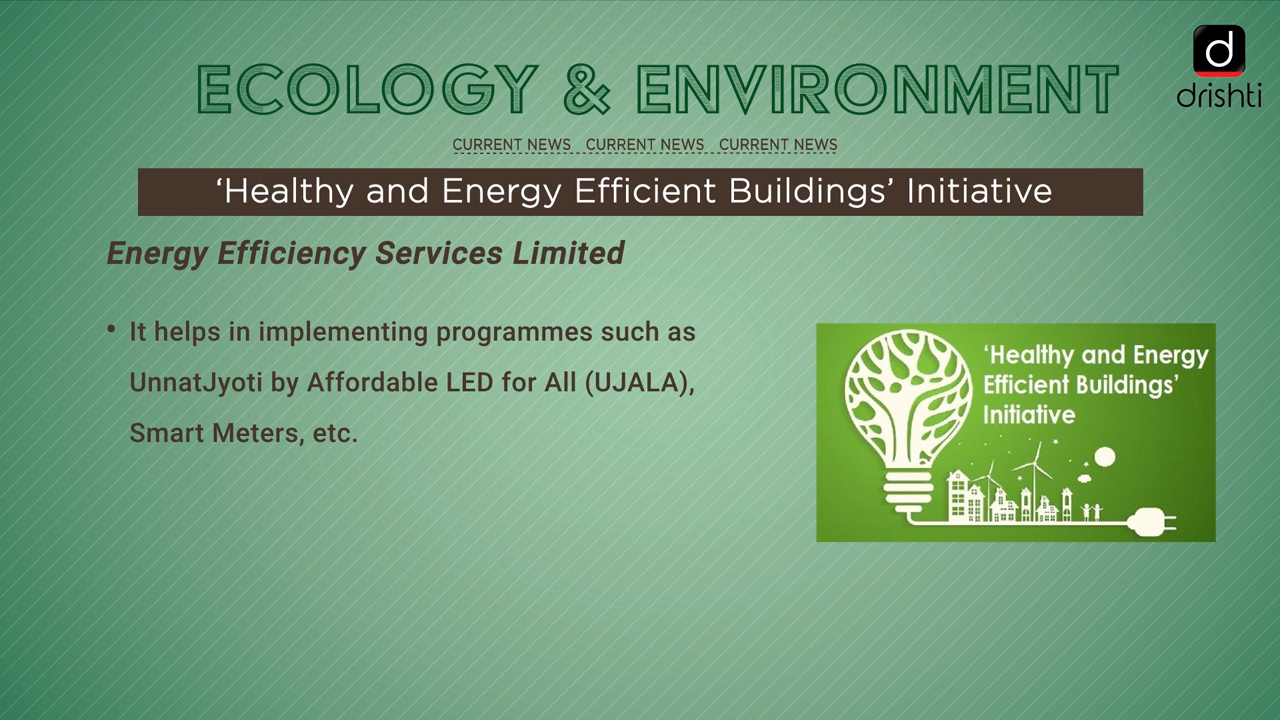 ECOLOGY & ENVIRONMENT
d
drishti
CURRENT NEWS CURRENT NEWS CURRENT NEWS
‘Healthy and Energy Efficient Buildings’ Initiative
Energy Efficiency Services Limited
• It helps in implementing programmes such as
UnnatJyoti by Affordable LED for All (UJALA),
Smart Meters, etc.
‘Healthy and Energy
Efficient Buildings’
Initiative